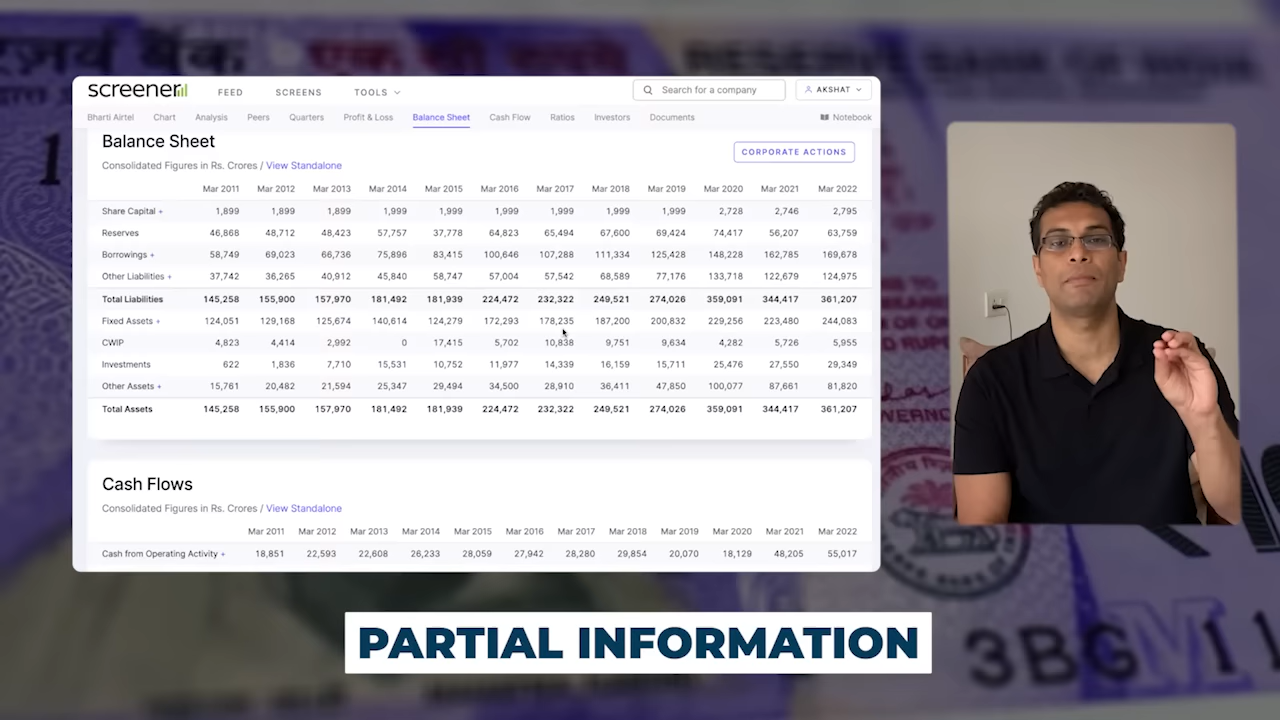 रिज़र्व बैंक
RESERVE BANK OF INDIA
screener
FEED SCREENS TOOLS
Search for a company
AKSHAT
Bharti Airtel Chart Analysis Peers Quarters Profit & Loss Balance Sheet Cash Flow Ratios Investors Documents Notebook
Balance Sheet
CORPORATE ACTIONS
Consolidated Figures in Rs. Crores / View Standalone
Mar 2011 Mar 2012 Mar 2013 Mar 2014 Mar 2015 Mar 2016 Mar 2017 Mar 2018 Mar 2019 Mar 2020 Mar 2021 Mar 2022
Share Capital + 1,899 1,899 1,899 1,999 1,999 1,999 1,999 1,999 1,999 2,728 2,746 2,795
Reserves 46,868 48,712 48,423 57,757 37,778 64,823 65,494 67,600 69,424 74,417 56,207 63,759
Borrowings + 58,749 69,023 66,736 75,896 83,415 100,646 107,288 111,334 125,428 148,228 162,785 169,678
Other Liabilities + 37,742 36,265 40,912 45,840 58,747 57,004 57,542 68,589 77,176 133,718 122,679 124,975
Total Liabilities 145,258 155,900 157,970 181,492 181,939 224,472 232,322 249,521 274,026 359,091 344,417 361,207
Fixed Assets + 124,051 129,168 125,674 140,614 124,279 172,293 178,235 187,200 200,832 229,256 223,480 244,083
CWIP 4,823 4,414 2,992 0 17,415 5,702 10,838 9,751 9,634 4,282 5,726 5,955
Investments 622 1,836 7,710 15,531 10,752 11,977 14,339 16,159 15,711 25,476 27,550 29,349
Other Assets + 15,761 20,482 21,594 25,347 29,494 34,500 28,910 36,411 47,850 100,077 87,661 81,820
Total Assets 145,258 155,900 157,970 181,492 181,939 224,472 232,322 249,521 274,026 359,091 344,417 361,207
Cash Flows
Consolidated Figures in Rs. Crores / View Standalone
Mar 2011 Mar 2012 Mar 2013 Mar 2014 Mar 2015 Mar 2016 Mar 2017 Mar 2018 Mar 2019 Mar 2020 Mar 2021 Mar 2022
Cash from Operating Activity + 18,851 22,593 22,608 26,233 28,059 27,942 28,280 29,854 20,070 18,129 48,205 55,017
PARTIAL INFORMATION
3BG 11